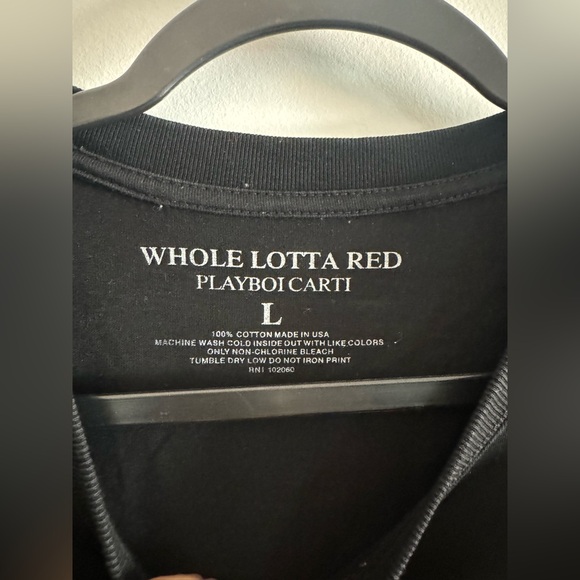 WHOLE LOTTA RED
PLAYBOI CARTI
L
100% COTTON MADE IN USA
MACHINE WASH COLD INSIDE OUT WITH LIKE COLORS
ONLY NON-CHLORINE BLEACH
TUMBLE DRY LOW DO NOT IRON PRINT
RN# 102060